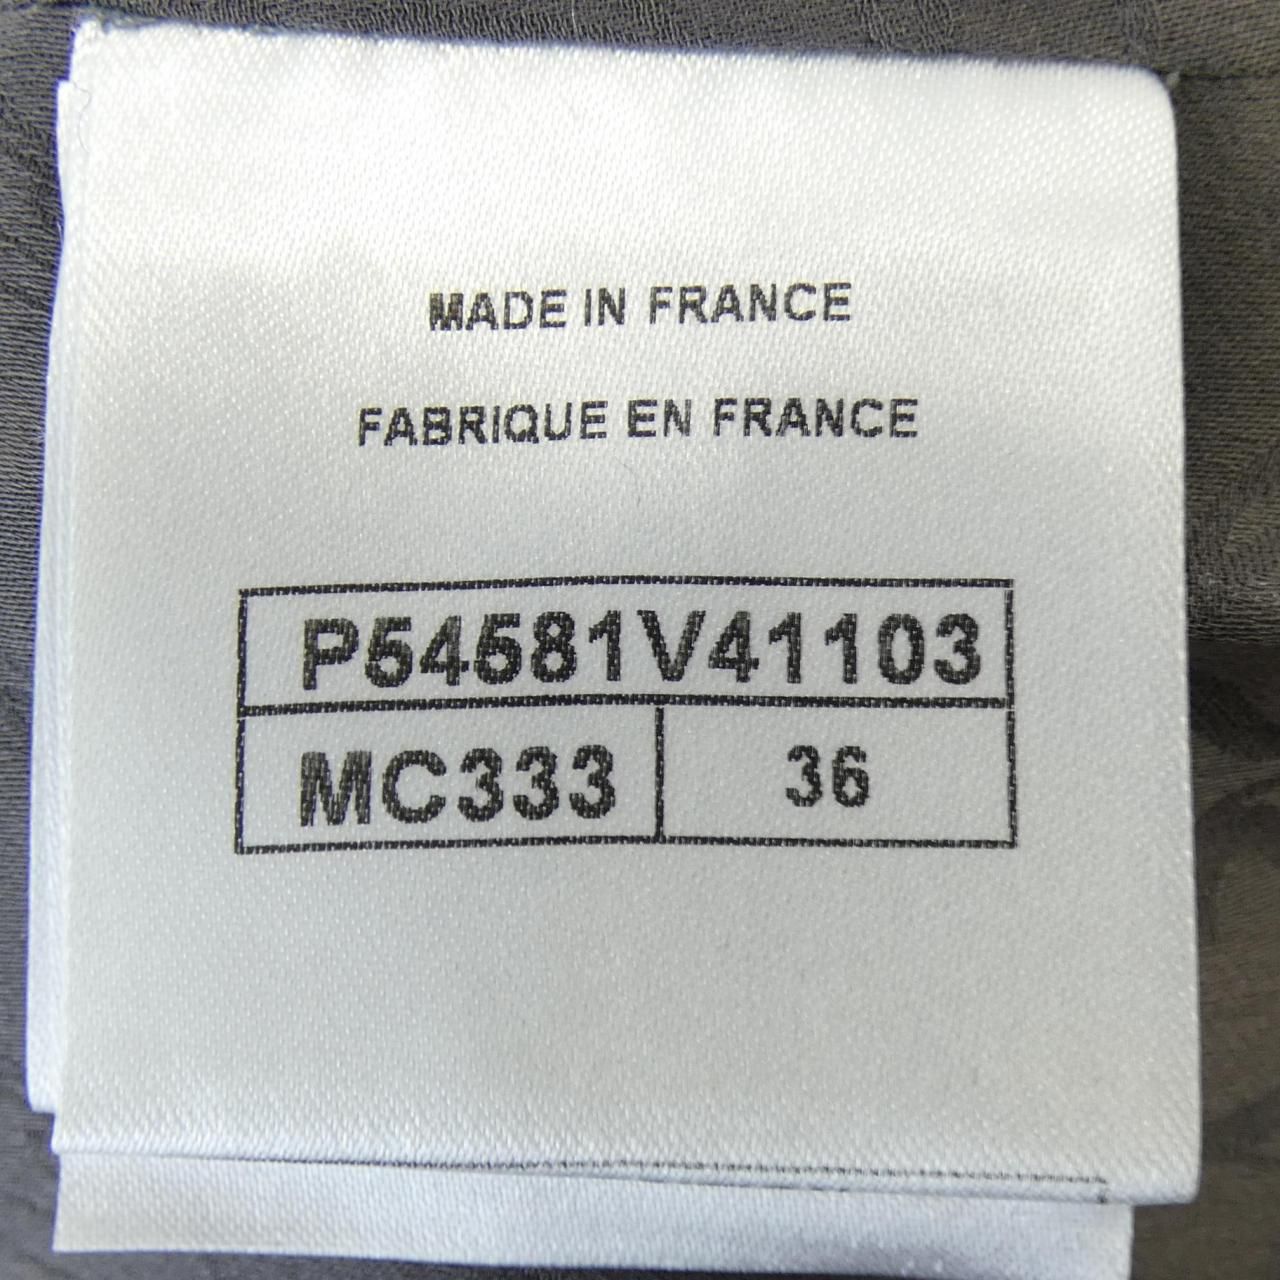 MADE IN FRANCE
FABRIQUE EN FRANCE
P54581V41103
MC333 36